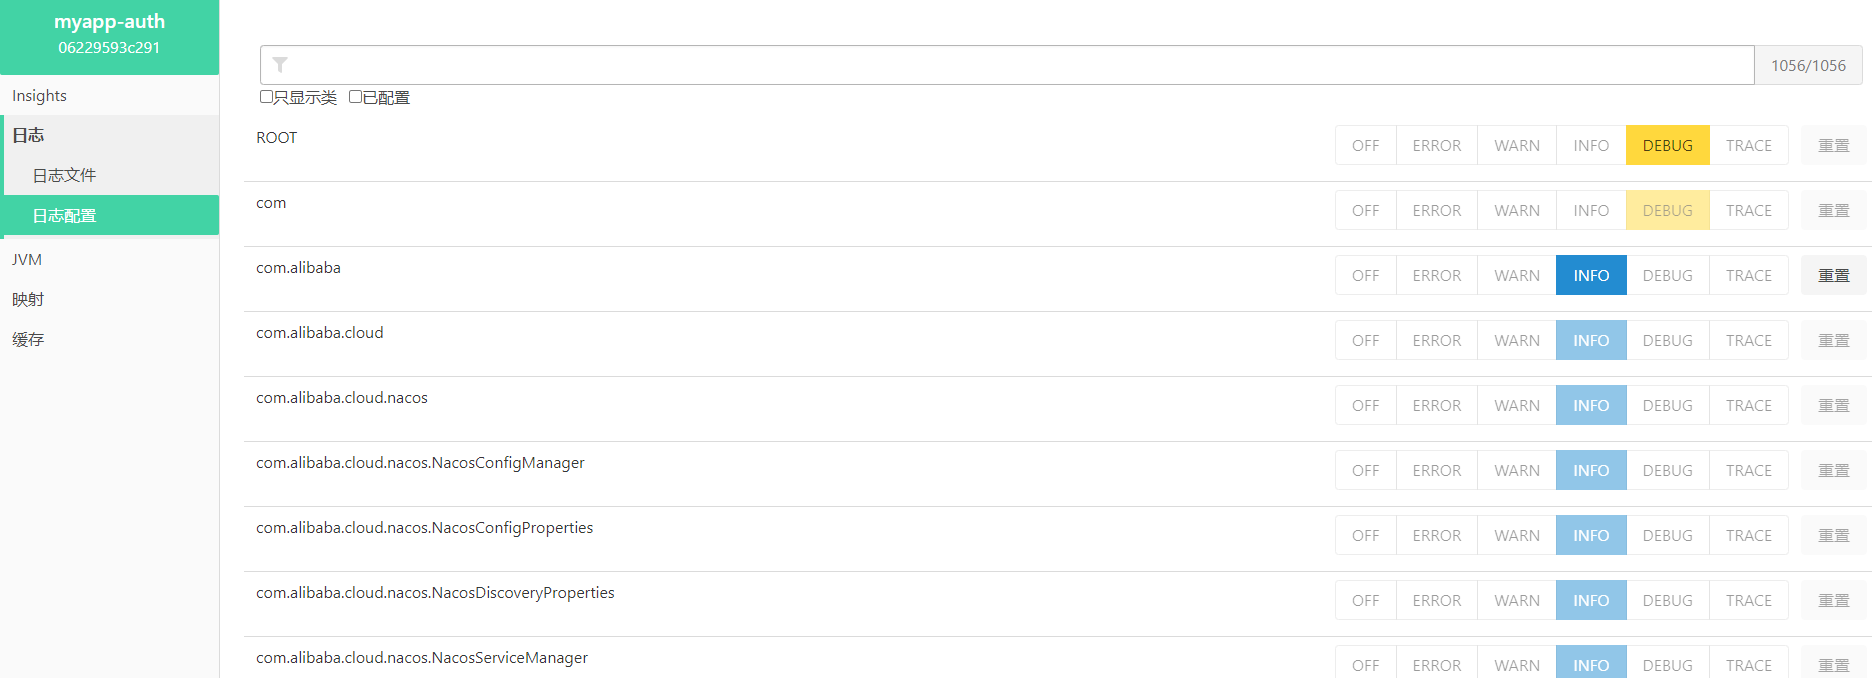 myapp-auth
06229593c291
Insights
日志
日志文件
日志配置
JVM
映射
缓存
1056/1056
只显示类 已配置
ROOT OFF ERROR WARN INFO DEBUG TRACE 重置
com OFF ERROR WARN INFO DEBUG TRACE 重置
com.alibaba OFF ERROR WARN INFO DEBUG TRACE 重置
com.alibaba.cloud OFF ERROR WARN INFO DEBUG TRACE 重置
com.alibaba.cloud.nacos OFF ERROR WARN INFO DEBUG TRACE 重置
com.alibaba.cloud.nacos.NacosConfigManager OFF ERROR WARN INFO DEBUG TRACE 重置
com.alibaba.cloud.nacos.NacosConfigProperties OFF ERROR WARN INFO DEBUG TRACE 重置
com.alibaba.cloud.nacos.NacosDiscoveryProperties OFF ERROR WARN INFO DEBUG TRACE 重置
com.alibaba.cloud.nacos.NacosServiceManager OFF ERROR WARN INFO DEBUG TRACE 重置